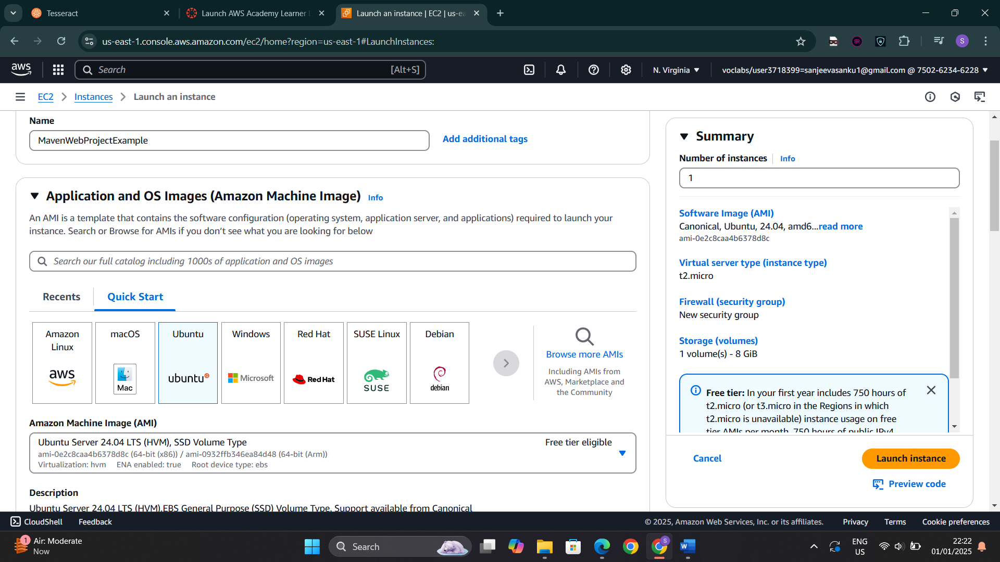 Tesseract
Launch AWS Academy Learner
Launch an instance | EC2 | us-ea
us-east-1.console.aws.amazon.com/ec2/home?region=us-east-1#LaunchInstances:
S
aws
Search
[Alt+S]
N. Virginia
voclabs/user3718399=sanjeevasanku1@gmail.com @ 7502-6234-6228
EC2
Instances
Launch an instance
Name
MavenWebProjectExample
Add additional tags
Application and OS Images (Amazon Machine Image)
Info
An AMI is a template that contains the software configuration (operating system, application server, and applications) required to launch your
instance. Search or Browse for AMIs if you don’t see what you are looking for below
Search our full catalog including 1000s of application and OS images
Recents
Quick Start
Amazon
Linux
aws
macOS
Mac
Ubuntu
ubuntu
Windows
Microsoft
Red Hat
Red Hat
SUSE Linux
SUSE
Debian
debian
Browse more AMIs
Including AMIs from
AWS, Marketplace and
the Community
Amazon Machine Image (AMI)
Ubuntu Server 24.04 LTS (HVM), SSD Volume Type
Free tier eligible
ami-0e2c8caa4b6378d8c (64-bit (x86)) / ami-0932ffb346ea84d48 (64-bit (Arm))
Virtualization: hvm
ENA enabled: true
Root device type: ebs
Description
Ubuntu Server 24.04 LTS (HVM),EBS General Purpose (SSD) Volume Type. Support available from Canonical
Summary
Number of instances
Info
1
Software Image (AMI)
Canonical, Ubuntu, 24.04, amd6...read more
ami-0e2c8caa4b6378d8c
Virtual server type (instance type)
t2.micro
Firewall (security group)
New security group
Storage (volumes)
1 volume(s) - 8 GiB
Free tier: In your first year includes 750 hours of
t2.micro (or t3.micro in the Regions in which
t2.micro is unavailable) instance usage on free
tier AMIs per month, 750 hours of public IPv4
Cancel
Launch instance
Preview code
CloudShell
Feedback
© 2025, Amazon Web Services, Inc. or its affiliates.
Privacy
Terms
Cookie preferences
1
Air: Moderate
Now
Search
S
W
ENG
US
22:22
01/01/2025